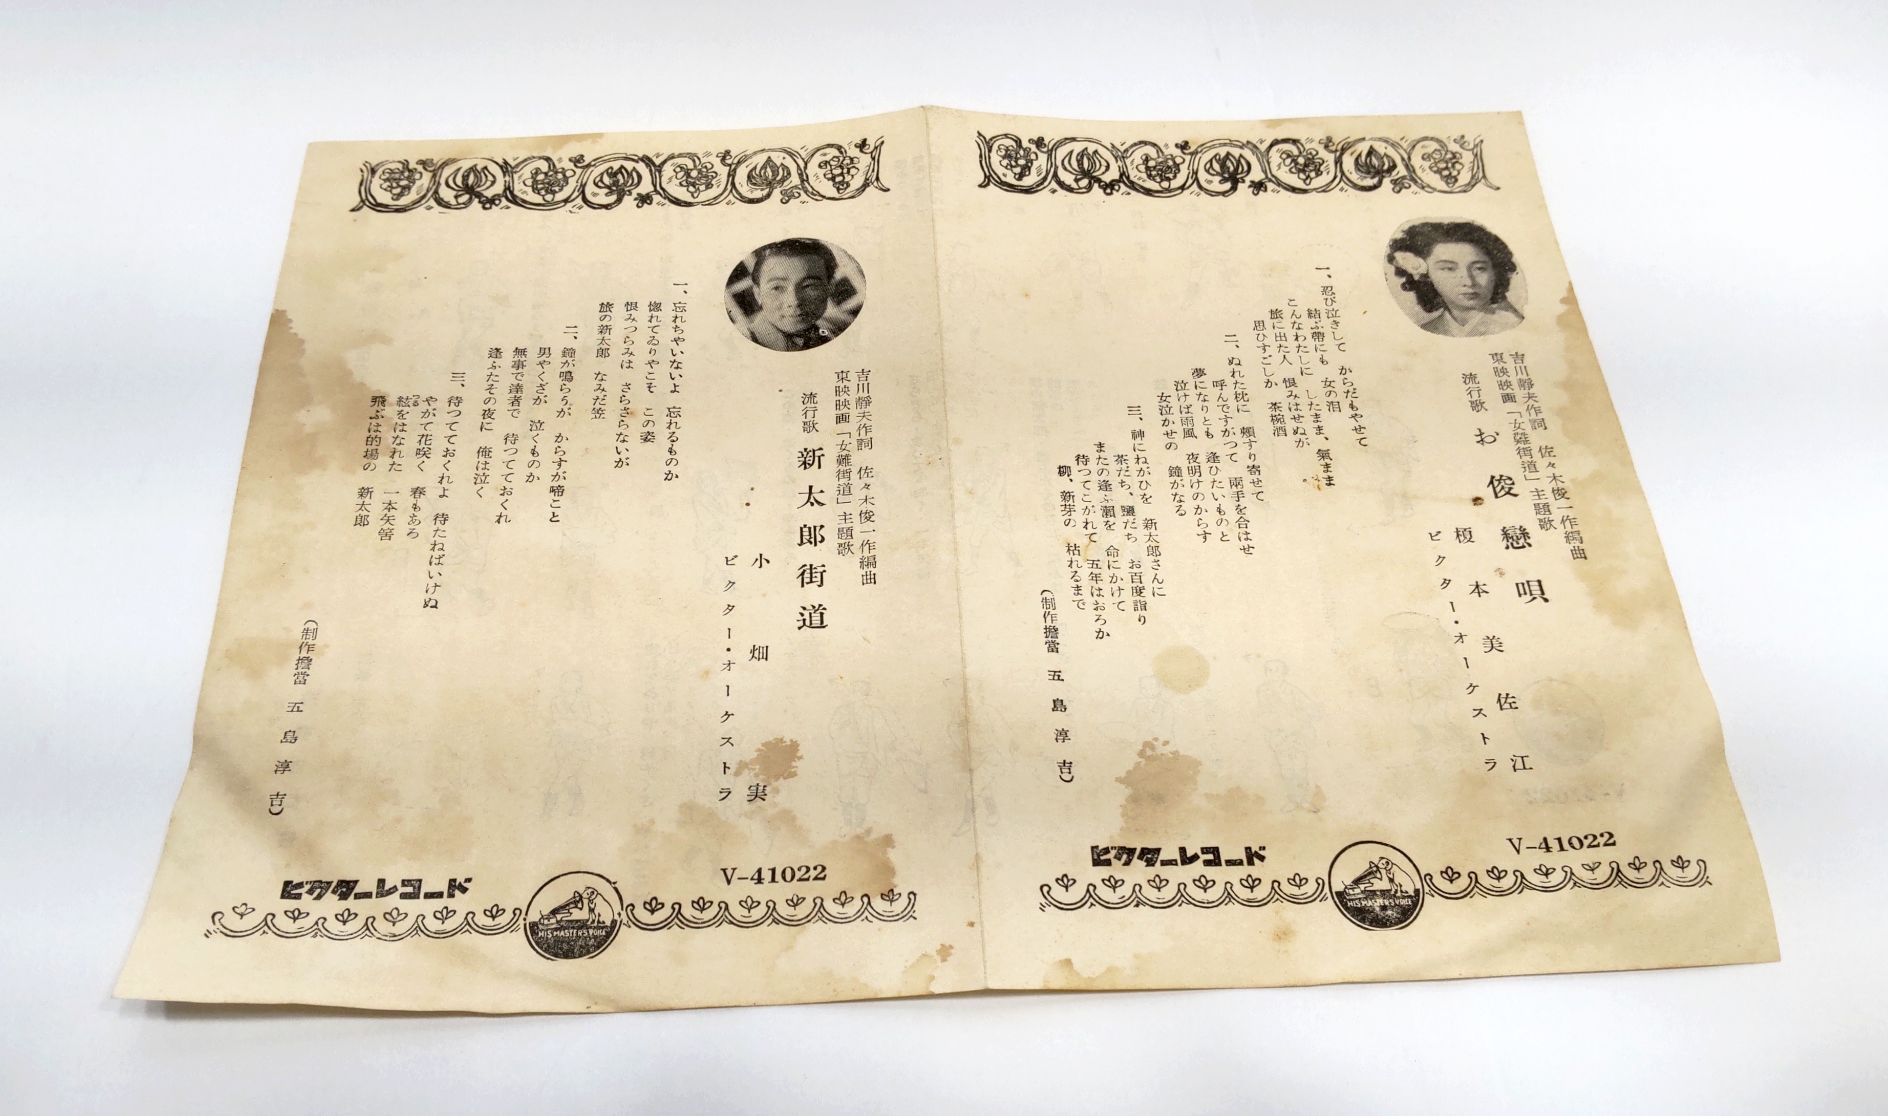 吉川靜夫作詞　佐々木俊一作編曲
東映映画「女難街道」主題歌
流行歌　お俊戀唄
榎本美佐江
ビクター・オーケストラ
一、忍び泣きして　からだもやせて
結ぶ帶にも　女の泪
こんなわたしに　したまま、氣まま
旅に出た人　恨みはせぬが
思ひすごしか　茶椀酒
二、ぬれた枕に　頰すり寄せて
呼んですがつて　兩手を合はせ
夢になりとも　逢ひたいものと
泣けば雨風　夜明けのからす
女泣かせの　鐘がなる
三、神にねがひを　新太郎さんに
茶だち、鹽だち　お百度詣り
またの逢ふ瀨を　命にかけて
待つてこがれて　五年はおろか
柳、新芽の　枯れるまで
（制作擔當　五島淳吉）
V-41022
ビクターレコード
HIS MASTER'S VOICE
吉川靜夫作詞　佐々木俊一作編曲
東映映画「女難街道」主題歌
流行歌　新太郎街道
小畑実
ビクター・オーケストラ
一、忘れちやいないよ　忘れるものか
惚れてゐりやこそ　この姿
恨みつらみは　さらさらないが
旅の新太郎　なみだ笠
二、鐘が鳴らうが　からすが啼こと
男やくざが　泣くものか
無事で達者で　待つてておくれ
逢ふたその夜に　俺は泣く
三、待つてておくれよ　待たねばいけぬ
やがて花咲く　春もあろ
絃をはなれた　一本矢筈
飛ぶは的場の　新太郎
（制作擔當　五島淳吉）
V-41022
ビクターレコード
HIS MASTER'S VOICE